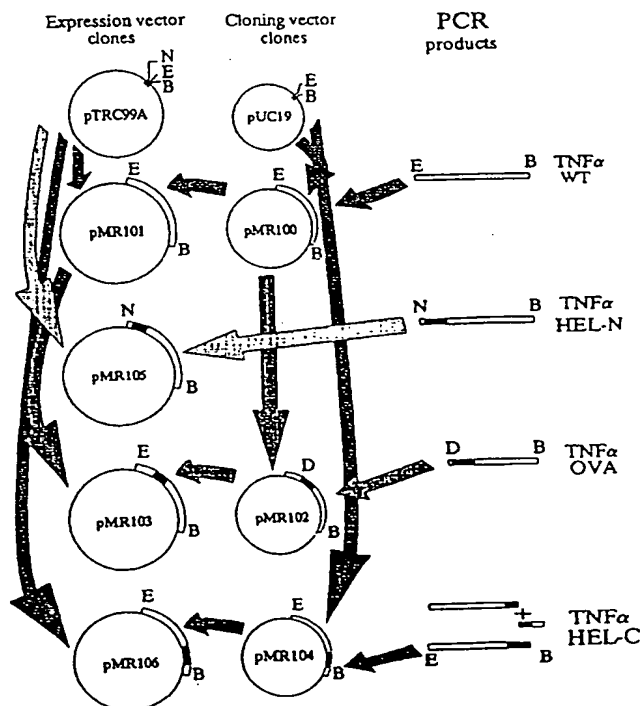 Expression vector clones
Cloning vector clones
PCR products
N
E
B
pTRC99A
E
B
pUC19
E
B
pMR101
E
B
pMR100
E
B
TNFα WT
N
B
pMR105
N
B
TNFα HEL-N
E
B
pMR103
D
B
pMR102
D
B
TNFα OVA
E
B
pMR106
E
B
pMR104
+
E
B
TNFα HEL-C